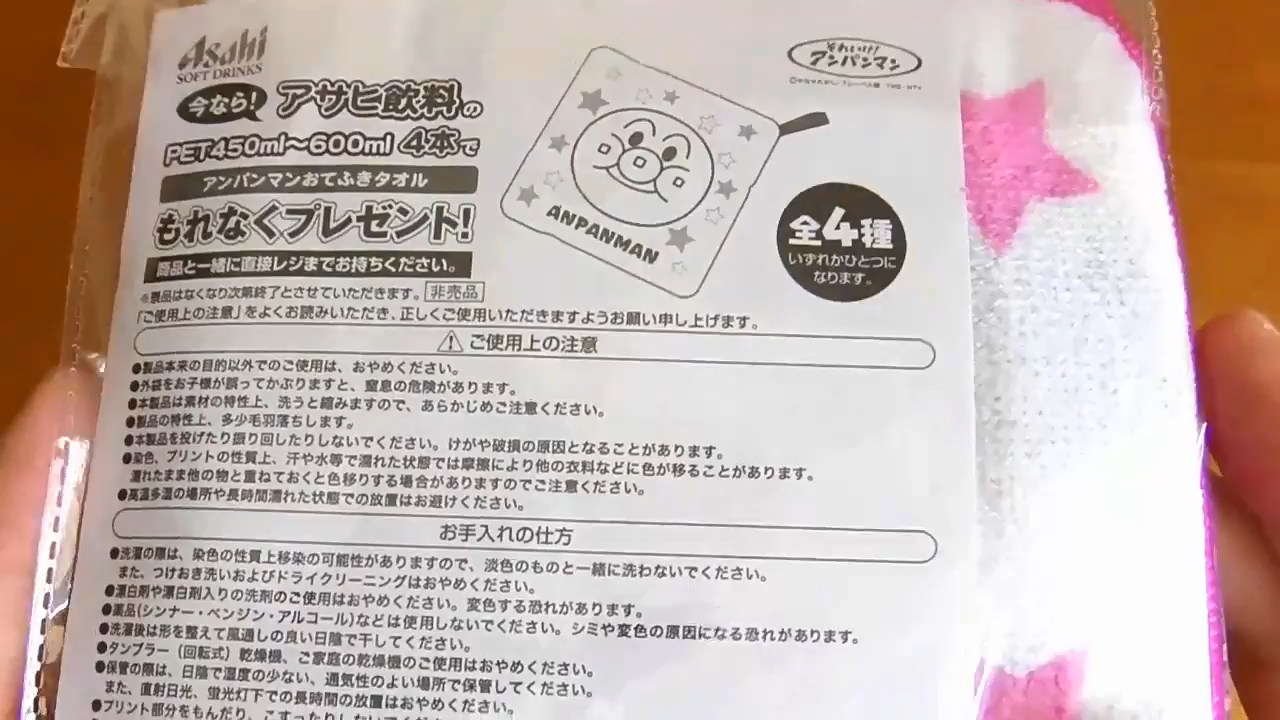 Asahi
SOFT DRINKS
今なら! アサヒ飲料の
PET450ml～600ml 4本で
アンパンマンおてふきタオル
もれなくプレゼント!
商品と一緒に直接レジまでお持ちください。
※製品はなくなり次第終了とさせていただきます。 非売品
それいけ!
アンパンマン
ANPANMAN
全4種
いずれかひとつに
なります。
「ご使用上の注意」をよくお読みいただき、正しくご使用いただきますようお願い申し上げます。
ご使用上の注意
●製品本来の目的以外でのご使用は、おやめください。
●外袋をお子様が誤ってかぶりますと、窒息の危険があります。
●本製品は素材の特性上、洗うと縮みますので、あらかじめご注意ください。
●製品の特性上、多少毛羽落ちします。
●本製品を投げたり振り回したりしないでください。けがや破損の原因となることがあります。
●染色、プリントの性質上、汗や水等で濡れた状態では摩擦により他の衣料などに色が移ることがあります。
濡れたまま他の物と重ねておくと色移りする場合がありますのでご注意ください。
●高温多湿の場所や長時間濡れた状態での放置はお避けください。
お手入れの仕方
●洗濯の際は、染色の性質上移染の可能性がありますので、淡色のものと一緒に洗わないでください。
また、つけおき洗いおよびドライクリーニングはおやめください。
●漂白剤や漂白剤入りの洗剤のご使用はおやめください。変色する恐れがあります。
●薬品(シンナー・ベンジン・アルコール)などは使用しないでください。シミや変色の原因になる恐れがあります。
●洗濯後は形を整えて風通しの良い日陰で干してください。
●タンブラー（回転式）乾燥機、ご家庭の乾燥機のご使用はおやめください。
●保管の際は、日陰で湿度の少ない、通気性のよい場所で保管してください。
また、直射日光、蛍光灯下での長時間の放置はおやめください。
●プリント部分をもんだり、こすったりしないでくだ